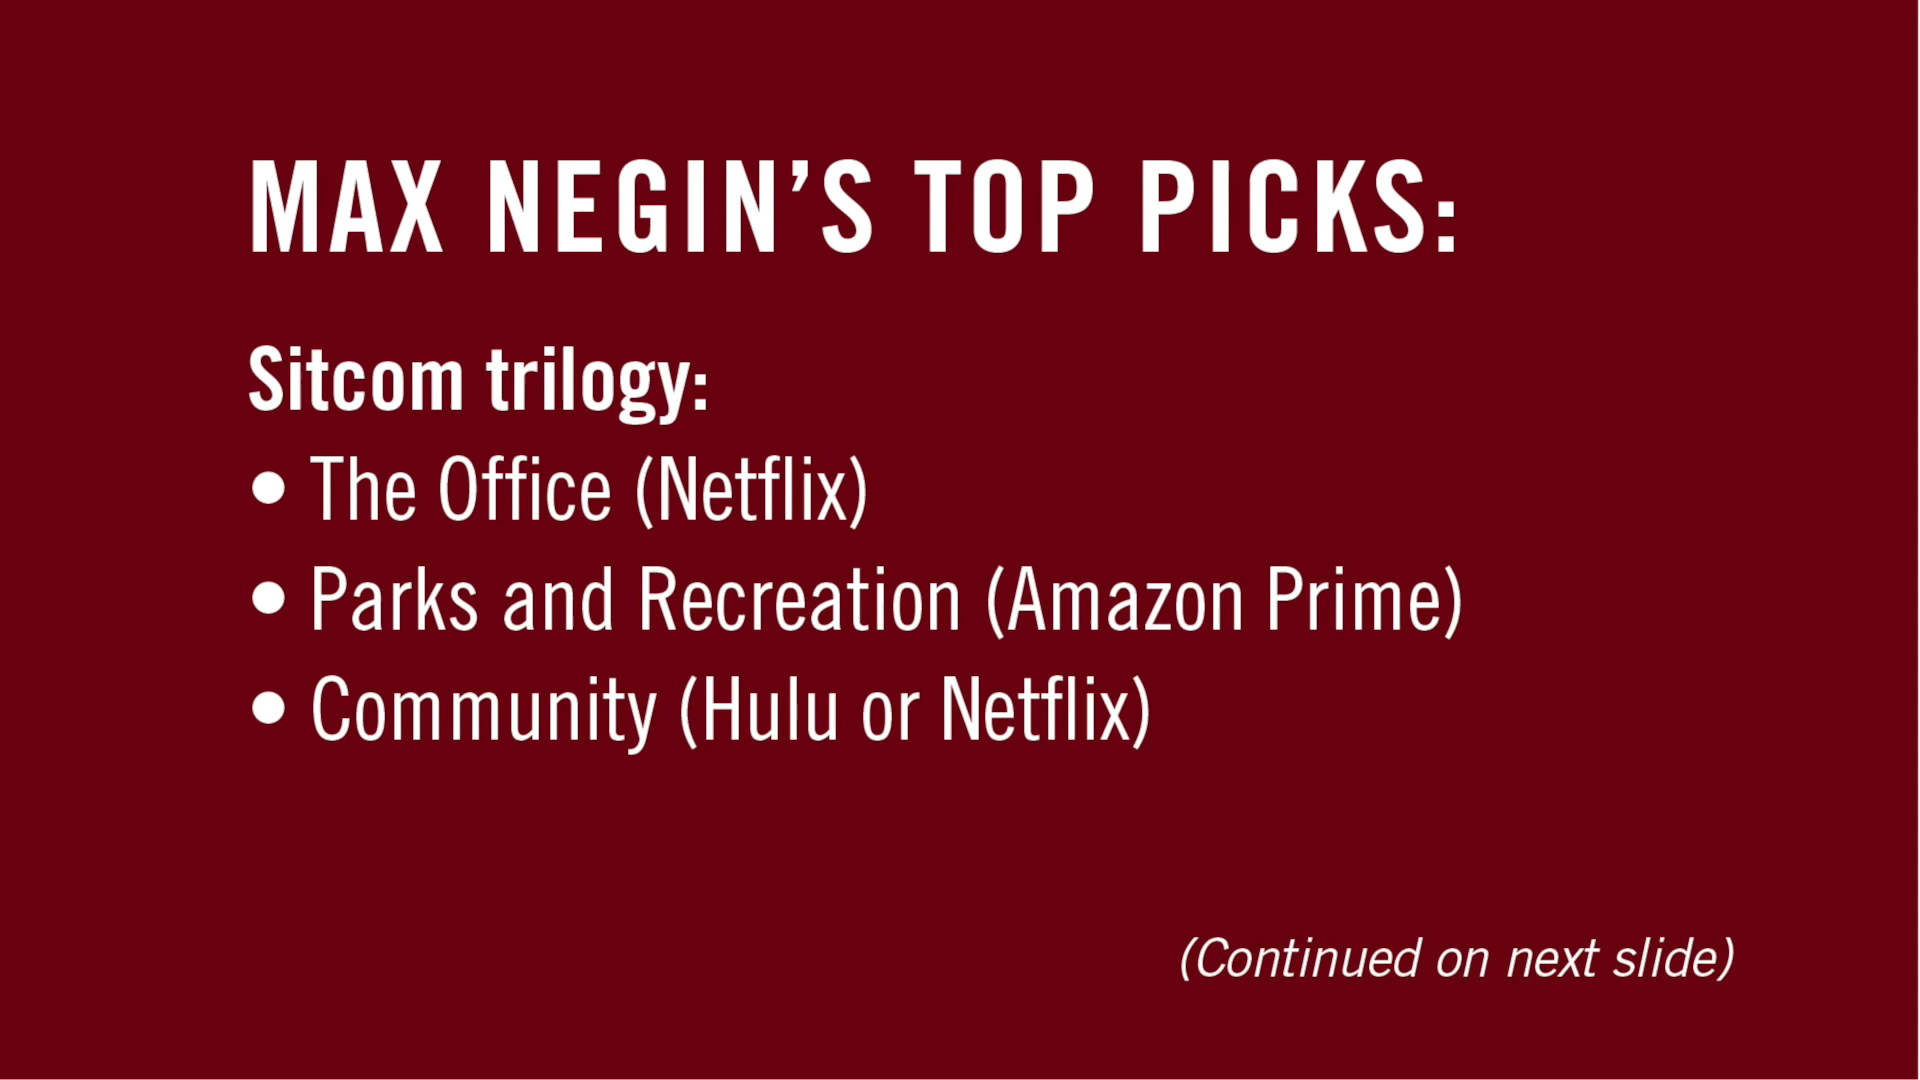 MAX NEGIN’S TOP PICKS:
Sitcom trilogy:
• The Office (Netflix)
• Parks and Recreation (Amazon Prime)
• Community (Hulu or Netflix)
(Continued on next slide)